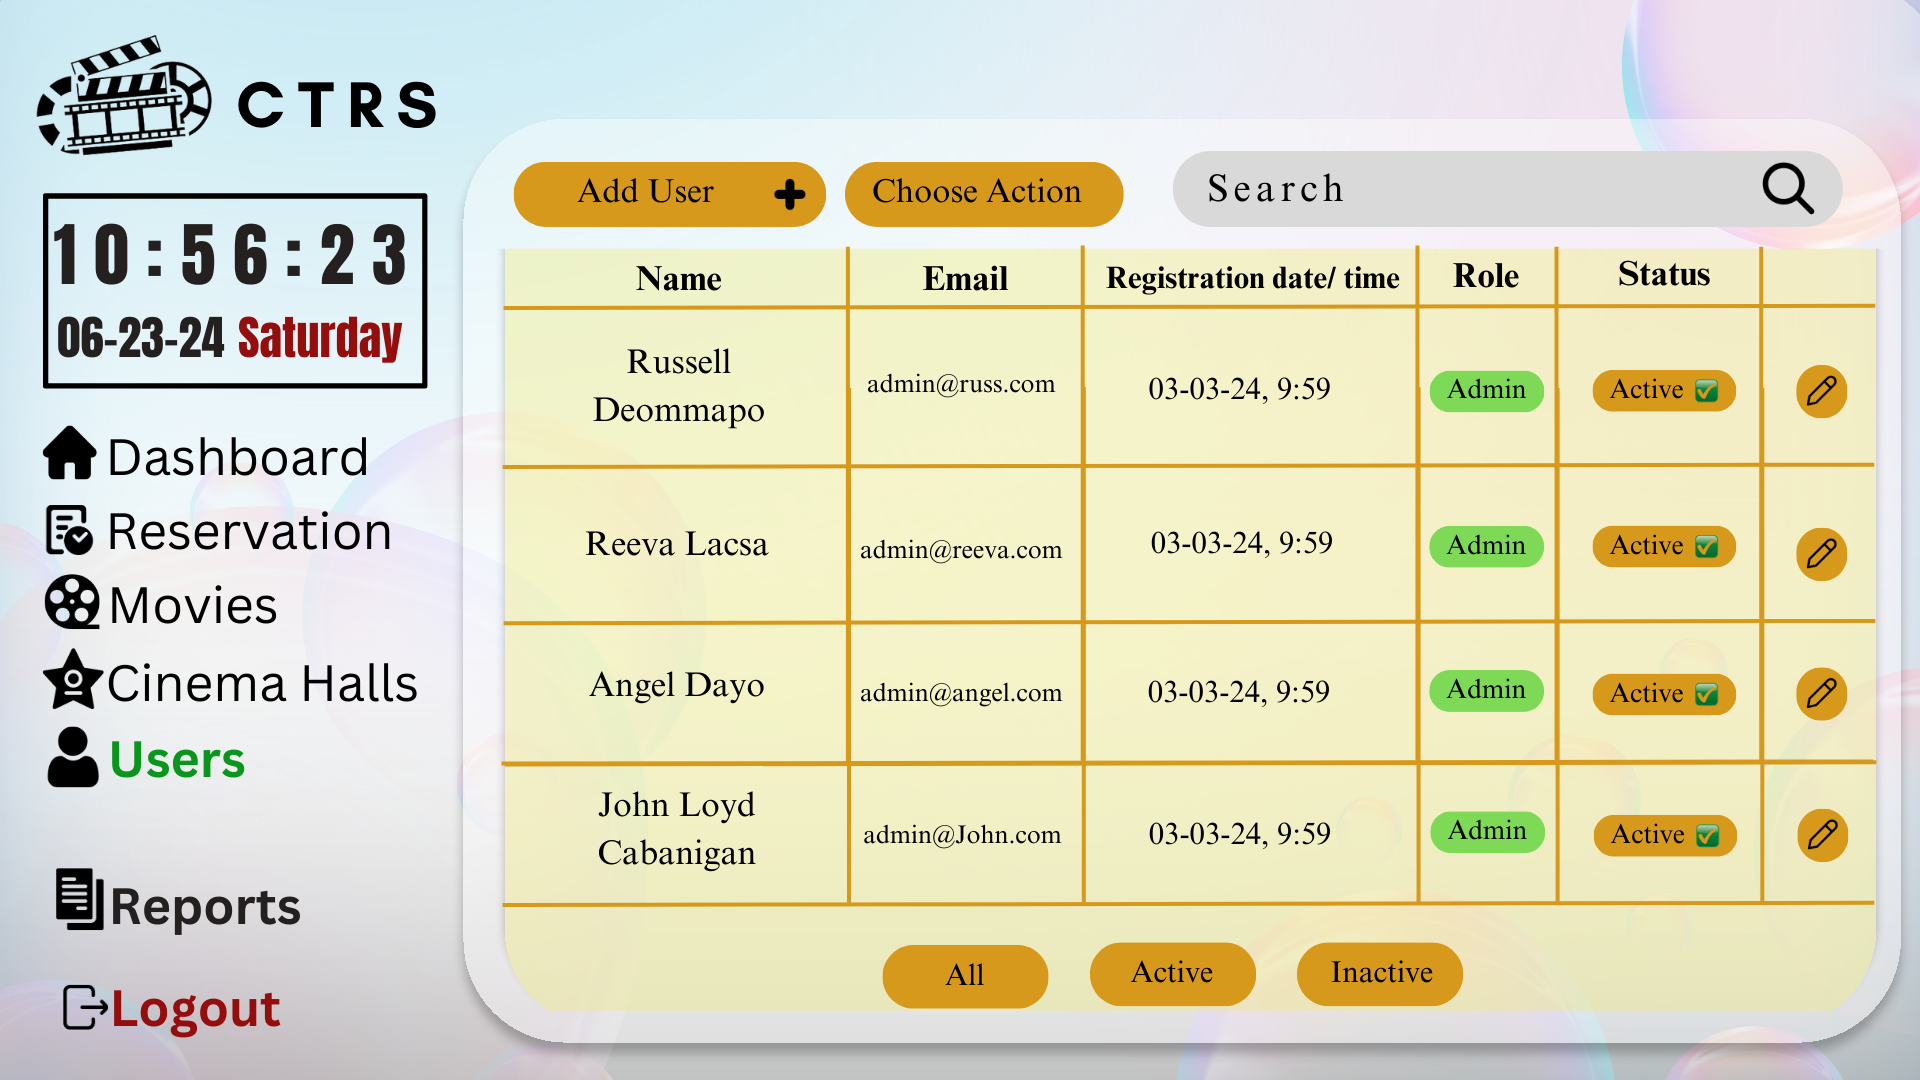 CTRS
10:56:23
06-23-24 Saturday
Dashboard
Reservation
Movies
Cinema Halls
Users
Reports
Logout
Add User
Choose Action
Search
Name Email Registration date/ time Role Status
Russell
Deommapo
admin@russ.com 03-03-24, 9:59 Admin Active
Reeva Lacsa admin@reeva.com 03-03-24, 9:59 Admin Active
Angel Dayo admin@angel.com 03-03-24, 9:59 Admin Active
John Loyd
Cabanigan
admin@John.com 03-03-24, 9:59 Admin Active
All Active Inactive